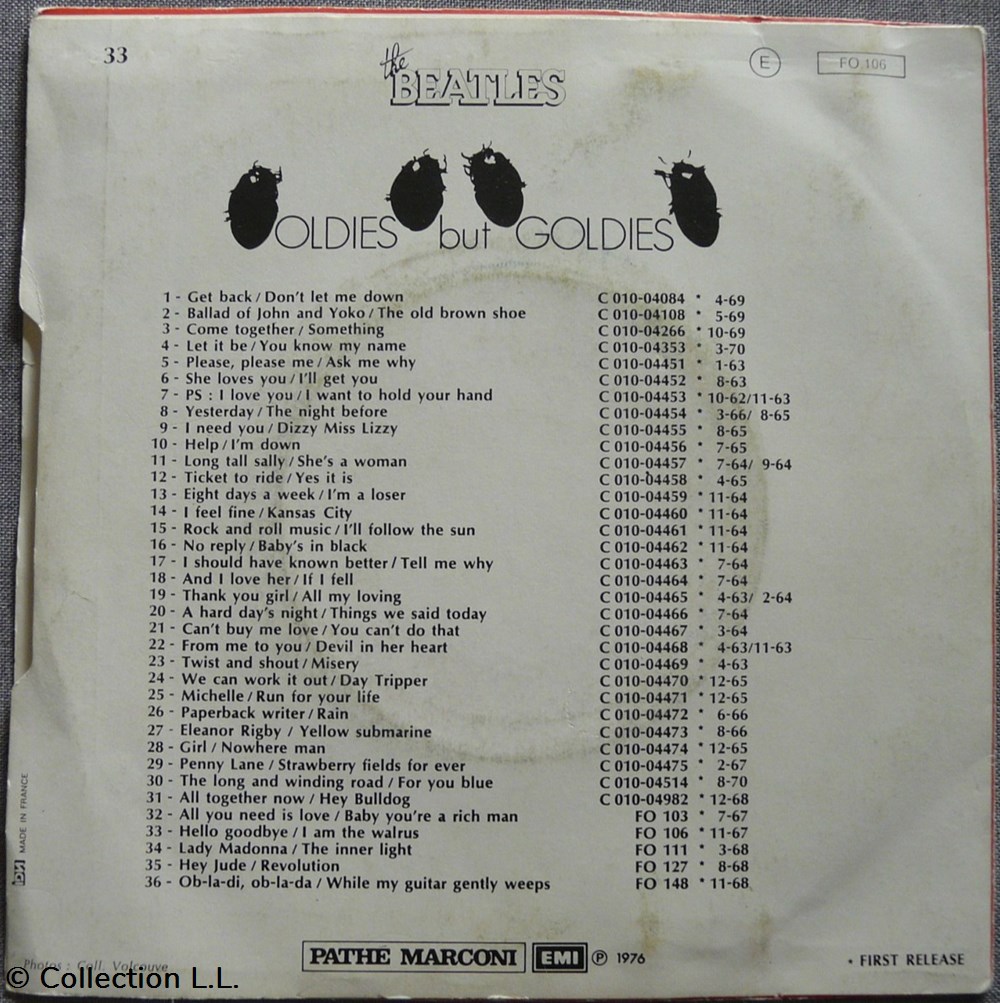 33
E
FO.106
the
BEATLES
OLDIES but GOLDIES
1 - Get back / Don't let me down C 010-04084 * 4-69
2 - Ballad of John and Yoko / The old brown shoe C 010-04108 * 5-69
3 - Come together / Something C 010-04266 * 10-69
4 - Let it be / You know my name C 010-04353 * 3-70
5 - Please, please me / Ask me why C 010-04451 * 1-63
6 - She loves you / I'll get you C 010-04452 * 8-63
7 - PS : I love you / I want to hold your hand C 010-04453 * 10-62/11-63
8 - Yesterday / The night before C 010-04454 * 3-66/ 8-65
9 - I need you / Dizzy Miss Lizzy C 010-04455 * 8-65
10 - Help / I'm down C 010-04456 * 7-65
11 - Long tall sally / She's a woman C 010-04457 * 7-64/ 9-64
12 - Ticket to ride / Yes it is C 010-04458 * 4-65
13 - Eight days a week / I'm a loser C 010-04459 * 11-64
14 - I feel fine / Kansas City C 010-04460 * 11-64
15 - Rock and roll music / I'll follow the sun C 010-04461 * 11-64
16 - No reply / Baby's in black C 010-04462 * 11-64
17 - I should have known better / Tell me why C 010-04463 * 7-64
18 - And I love her / If I fell C 010-04464 * 7-64
19 - Thank you girl / All my loving C 010-04465 * 4-63/ 2-64
20 - A hard day's night / Things we said today C 010-04466 * 7-64
21 - Can't buy me love / You can't do that C 010-04467 * 3-64
22 - From me to you / Devil in her heart C 010-04468 * 4-63/11-63
23 - Twist and shout / Misery C 010-04469 * 4-63
24 - We can work it out / Day Tripper C 010-04470 * 12-65
25 - Michelle / Run for your life C 010-04471 * 12-65
26 - Paperback writer / Rain C 010-04472 * 6-66
27 - Eleanor Rigby / Yellow submarine C 010-04473 * 8-66
28 - Girl / Nowhere man C 010-04474 * 12-65
29 - Penny Lane / Strawberry fields for ever C 010-04475 * 2-67
30 - The long and winding road / For you blue C 010-04514 * 8-70
31 - All together now / Hey Bulldog C 010-04982 * 12-68
32 - All you need is love / Baby you're a rich man FO 103 * 7-67
33 - Hello goodbye / I am the walrus FO 106 * 11-67
34 - Lady Madonna / The inner light FO 111 * 3-68
35 - Hey Jude / Revolution FO 127 * 8-68
36 - Ob-la-di, ob-la-da / While my guitar gently weeps FO 148 * 11-68
MADE IN FRANCE
Photos : Coll. Volcouve
PATHÉ MARCONI EMI ℗ 1976
* FIRST RELEASE
© Collection L.L.